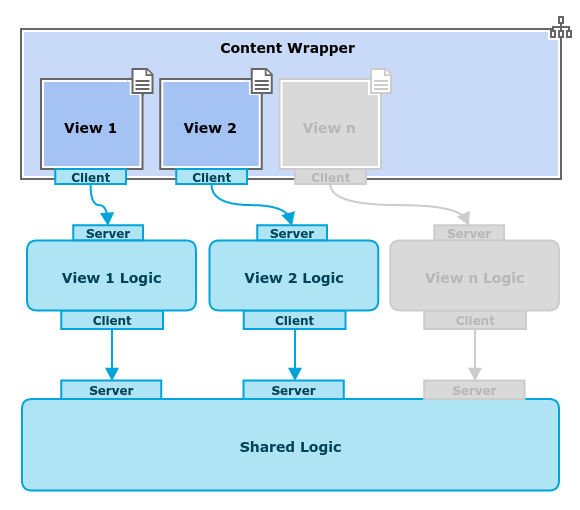 Content Wrapper
View 1
View 2
View n
Client
Client
Client
Server
Server
Server
View 1 Logic
View 2 Logic
View n Logic
Client
Client
Client
Server
Server
Server
Shared Logic